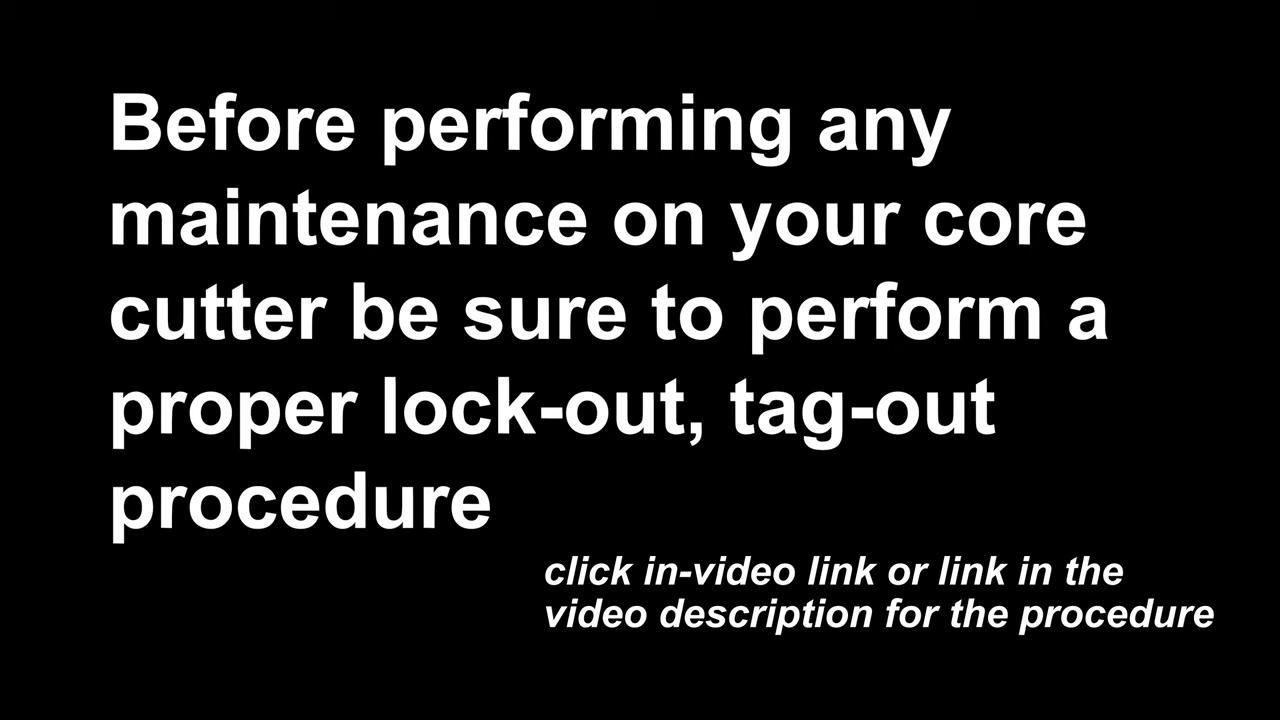 Before performing any
maintenance on your core
cutter be sure to perform a
proper lock-out, tag-out
procedure
click in-video link or link in the
video description for the procedure